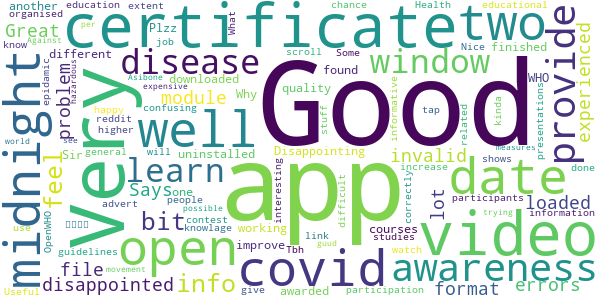 another
education
extent
chance
Health
educational
organised
Plzz
Great
per
job
What
Against
certificate
two
Nice
finished
Some
know
epidamic
hazardous
reddit
different
disease
scroll
window
Asibone
confusing
found
WHO
presentations
expensive
problem
downloaded
kinda
provide
experienced
midnight
very
happy
module
Why
quality
informative
tap
higher
well
stuff
Good
related
Sir
general
uninstalled
Disappointing
invalid
increase
measures
world
see
feel
learn
will
interesting
difficult
correctly
shows
done
Says
one
people
possible
app
lot
date
participants
trying
bit
advert
contest
link
courses
loaded
information
OpenWHO
use
knowlage
working
studies
open
improve
watch
video
guidelines
Tbh
file
info
covid
awareness
disappointed
format
errors
Useful
movement
give
awarded
guud
participation